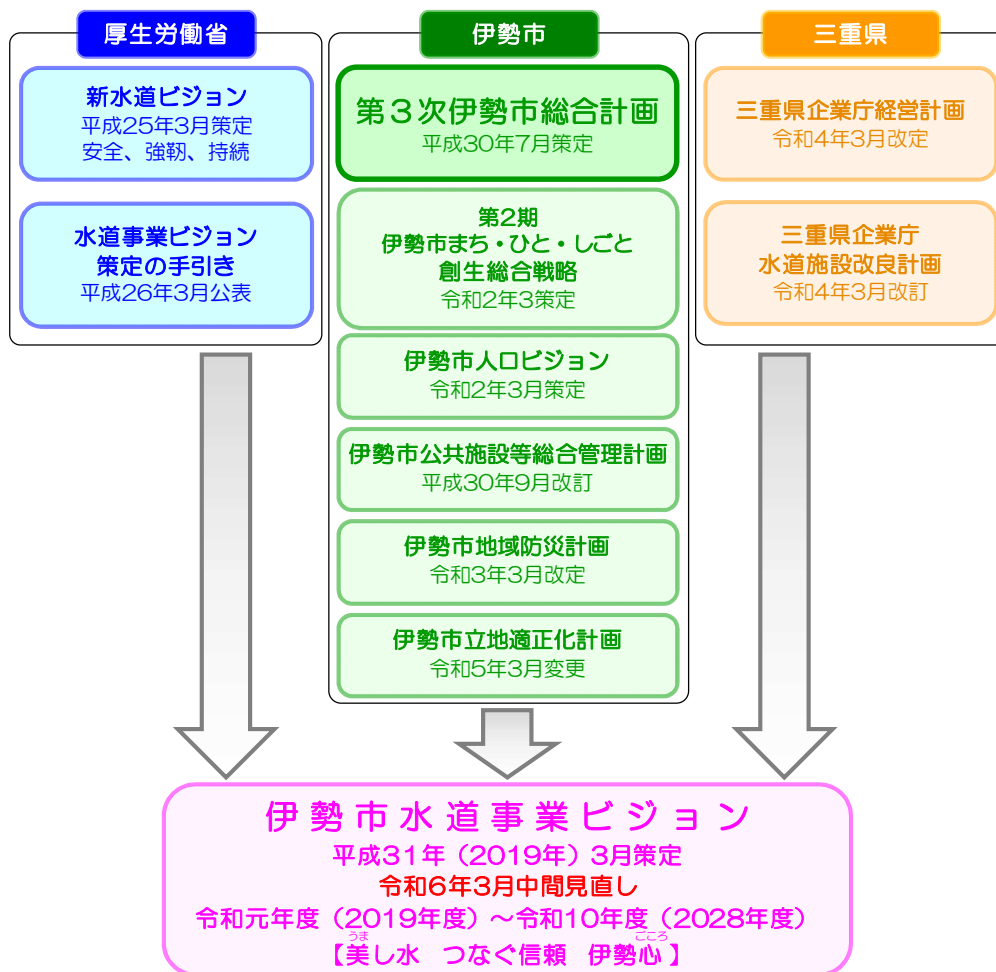 厚生労働省
新水道ビジョン
平成25年3月策定
安全、強靭、持続
水道事業ビジョン
策定の手引き
平成26年3月公表
伊勢市
第３次伊勢市総合計画
平成30年7月策定
第2期
伊勢市まち・ひと・しごと
創生総合戦略
令和2年3策定
伊勢市人口ビジョン
令和2年3月策定
伊勢市公共施設等総合管理計画
平成30年9月改訂
伊勢市地域防災計画
令和3年3月改定
伊勢市立地適正化計画
令和5年3月変更
三重県
三重県企業庁経営計画
令和4年3月改定
三重県企業庁
水道施設改良計画
令和4年3月改訂
伊勢市水道事業ビジョン
平成31年（2019年）3月策定
令和6年3月中間見直し
令和元年度（2019年度）～令和10年度（2028年度）
うま ごころ
【美し水　つなぐ信頼　伊勢心】